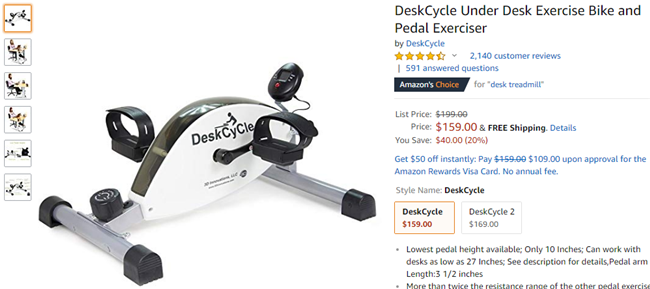 DeskCycle Under Desk Exercise Bike and
Pedal Exerciser
by DeskCycle
2,140 customer reviews
| 591 answered questions
Amazon's Choice for "desk treadmill"
List Price: $199.00
Price: $159.00 & FREE Shipping. Details
You Save: $40.00 (20%)
Get $50 off instantly: Pay $159.00 $109.00 upon approval for the
Amazon Rewards Visa Card. No annual fee.
Style Name: DeskCycle
DeskCycle
$159.00
DeskCycle 2
$169.00
• Lowest pedal height available; Only 10 Inches; Can work with
desks as low as 27 Inches; See description for details,Pedal arm
Length:3 1/2 inches
• More than twice the resistance range of the other pedal exercise
DeskCycle
3D Innovations, LLC